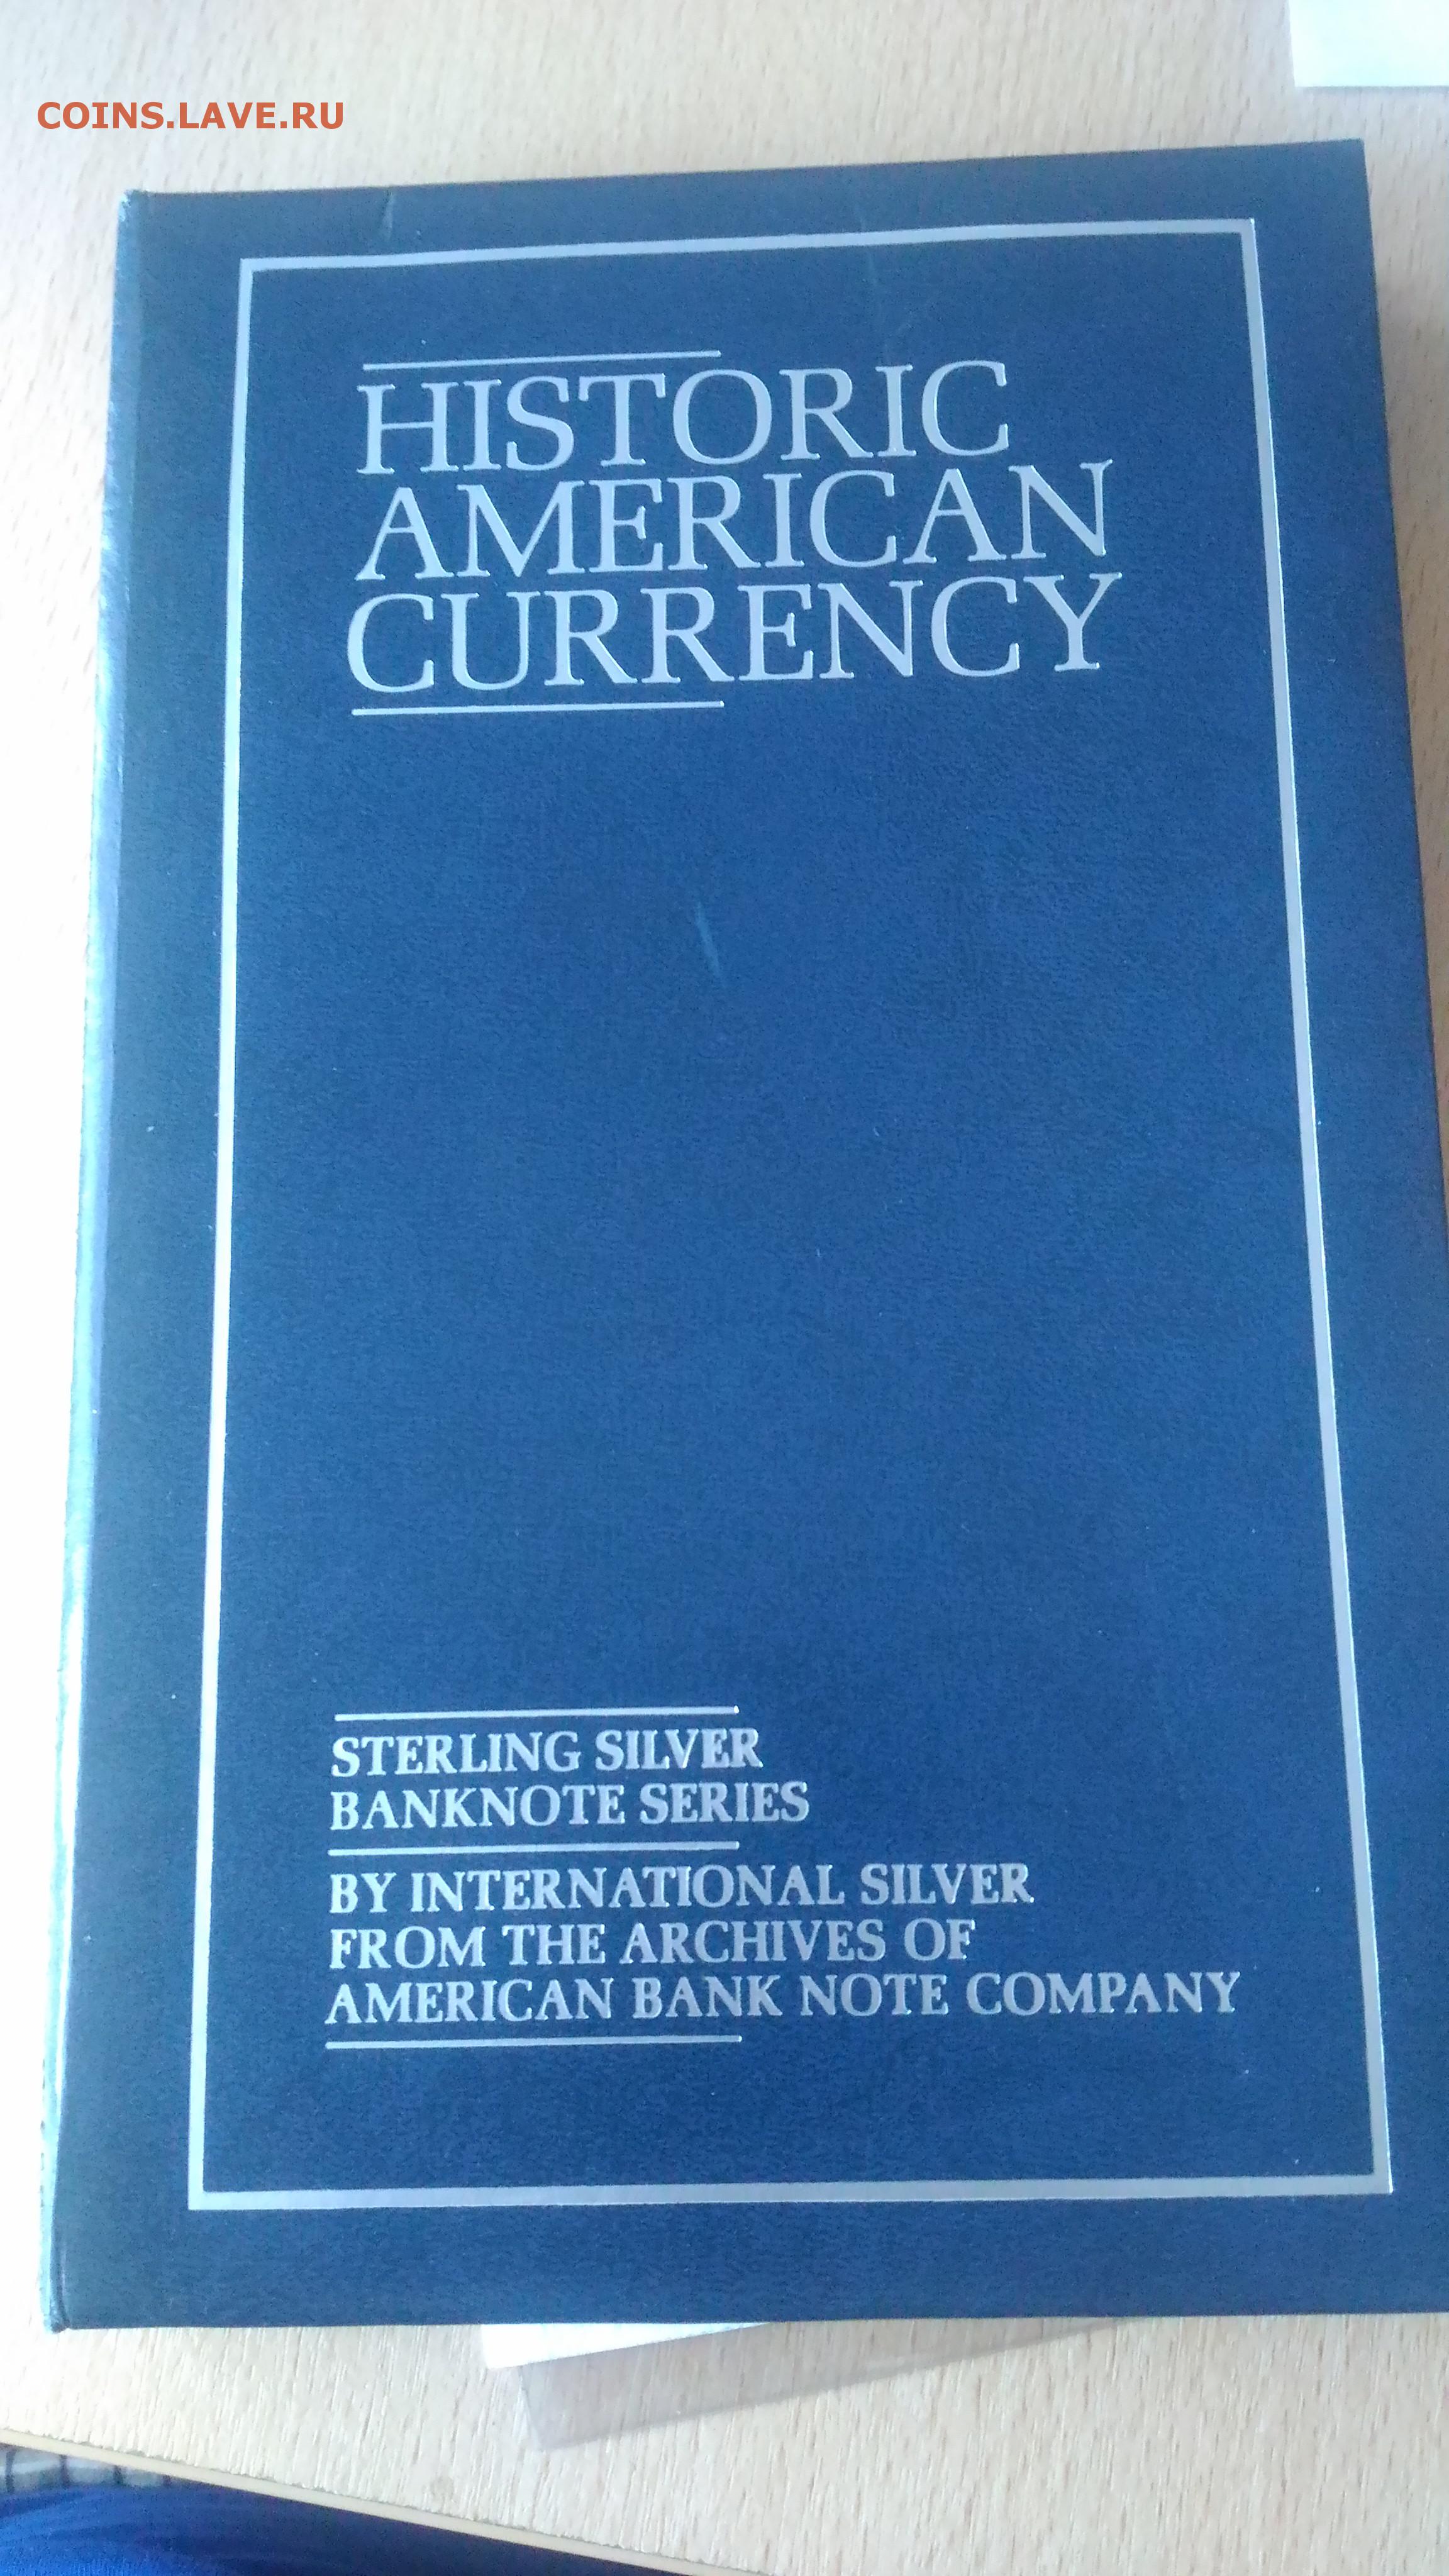 COINS.LAVE.RU
HISTORIC
AMERICAN
CURRENCY
STERLING SILVER
BANKNOTE SERIES
BY INTERNATIONAL SILVER
FROM THE ARCHIVES OF
AMERICAN BANK NOTE COMPANY